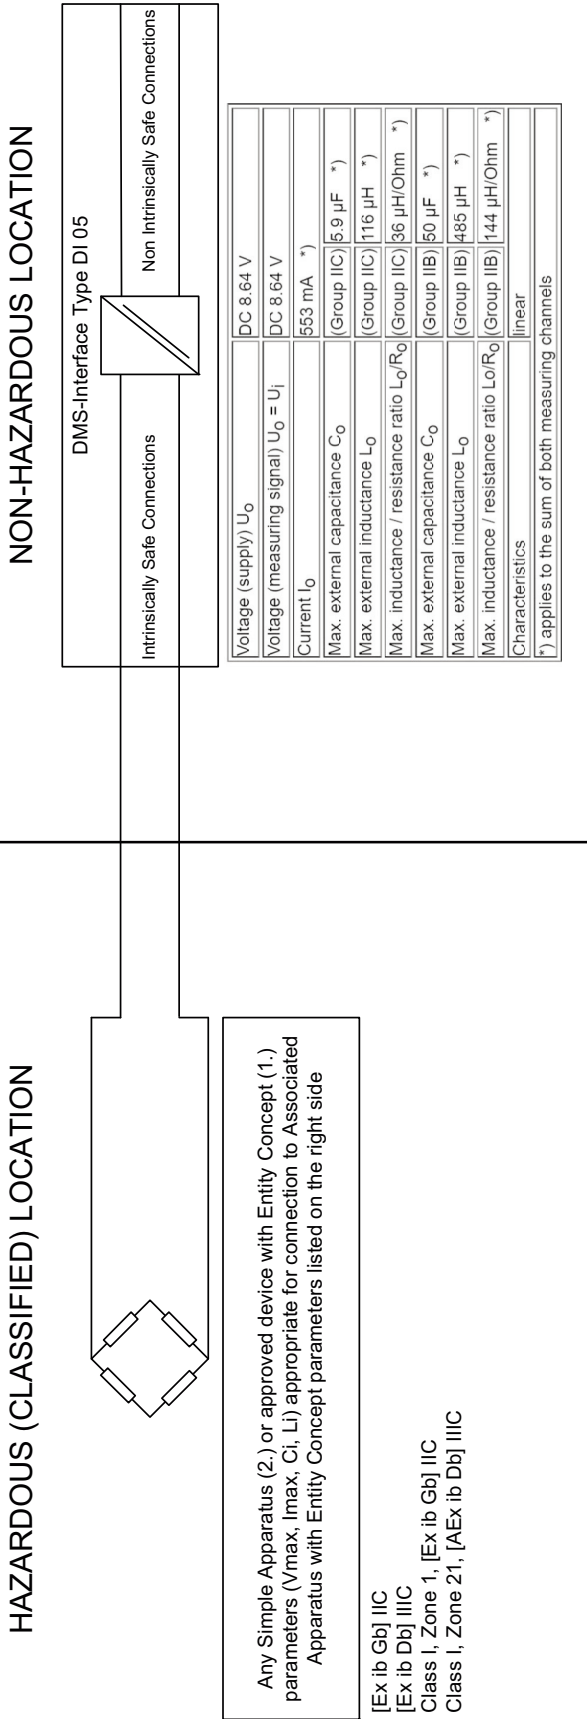 HAZARDOUS (CLASSIFIED) LOCATION
NON-HAZARDOUS LOCATION
DMS-Interface Type DI 05
Intrinsically Safe Connections
Non Intrinsically Safe Connections
Any Simple Apparatus (2.) or approved device with Entity Concept (1.)
parameters (Vmax, Imax, Ci, Li) appropriate for connection to Associated
Apparatus with Entity Concept parameters listed on the right side
[Ex ib Gb] IIC
[Ex ib Db] IIIC
Class I, Zone 1, [Ex ib Gb] IIC
Class I, Zone 21, [AEx ib Db] IIIC
Voltage (supply) UO DC 8.64 V
Voltage (measuring signal) UO = Ui DC 8.64 V
Current IO 553 mA *)
Max. external capacitance CO (Group IIC) 5.9 µF *)
Max. external inductance LO (Group IIC) 116 µH *)
Max. inductance / resistance ratio LO/RO (Group IIC) 36 µH/Ohm *)
Max. external capacitance CO (Group IIB) 50 µF *)
Max. external inductance LO (Group IIB) 485 µH *)
Max. inductance / resistance ratio Lo/RO (Group IIB) 144 µH/Ohm *)
Characteristics linear
*) applies to the sum of both measuring channels